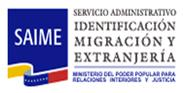 SAIME
SERVICIO ADMINISTRATIVO
IDENTIFICACIÓN
MIGRACIÓN Y
EXTRANJERÍA
MINISTERIO DEL PODER POPULAR PARA
RELACIONES INTERIORES Y JUSTICIA